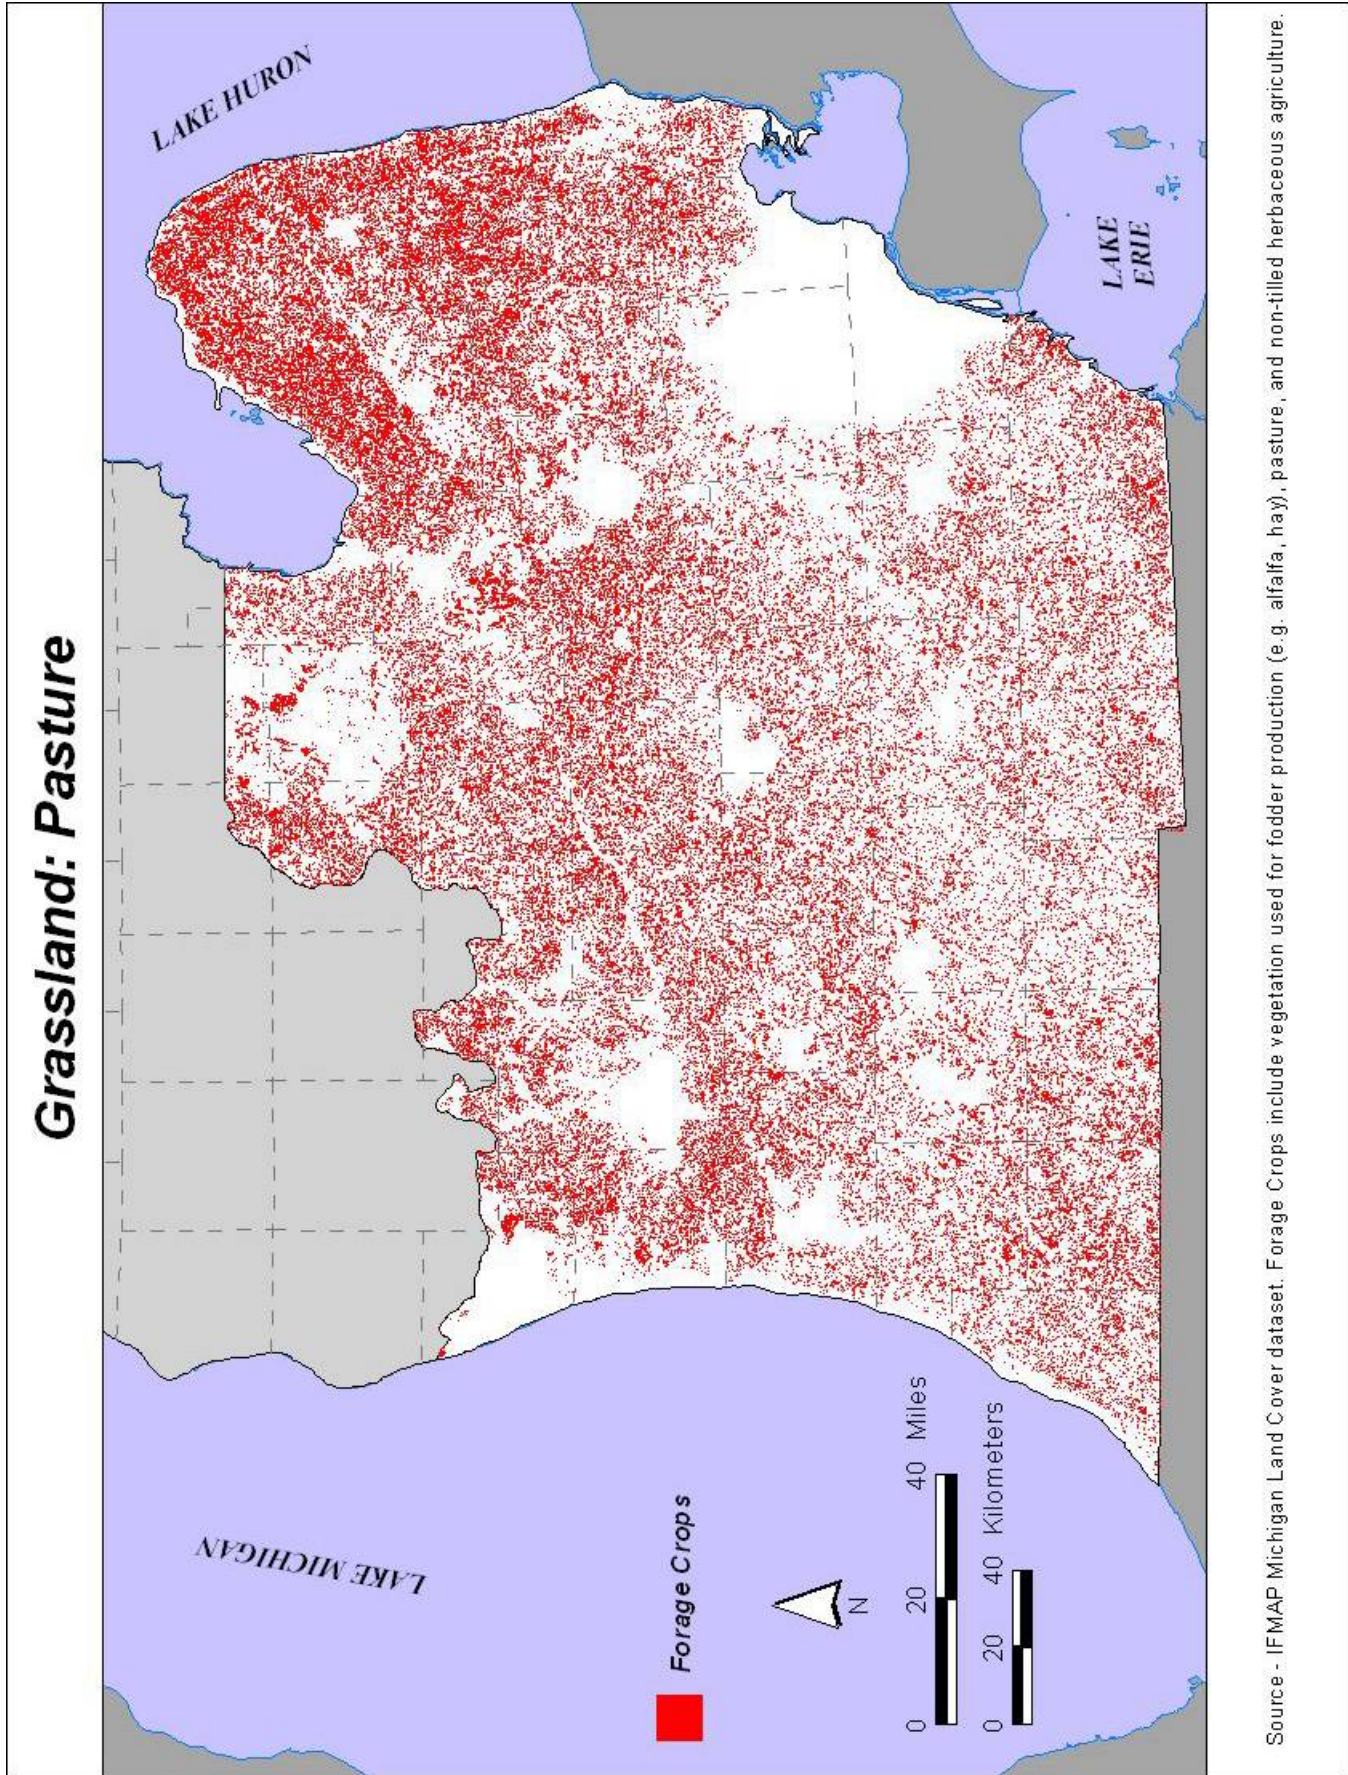 Grassland: Pasture
LAKE HURON
LAKE MICHIGAN
LAKE
ERIE
Forage Crops
N
0 20 40 Miles
0 20 40 Kilometers
Source - IFMAP Michigan Land Cover dataset. Forage Crops include vegetation used for fodder production (e.g. alfalfa, hay), pasture, and non-tilled herbaceous agriculture.